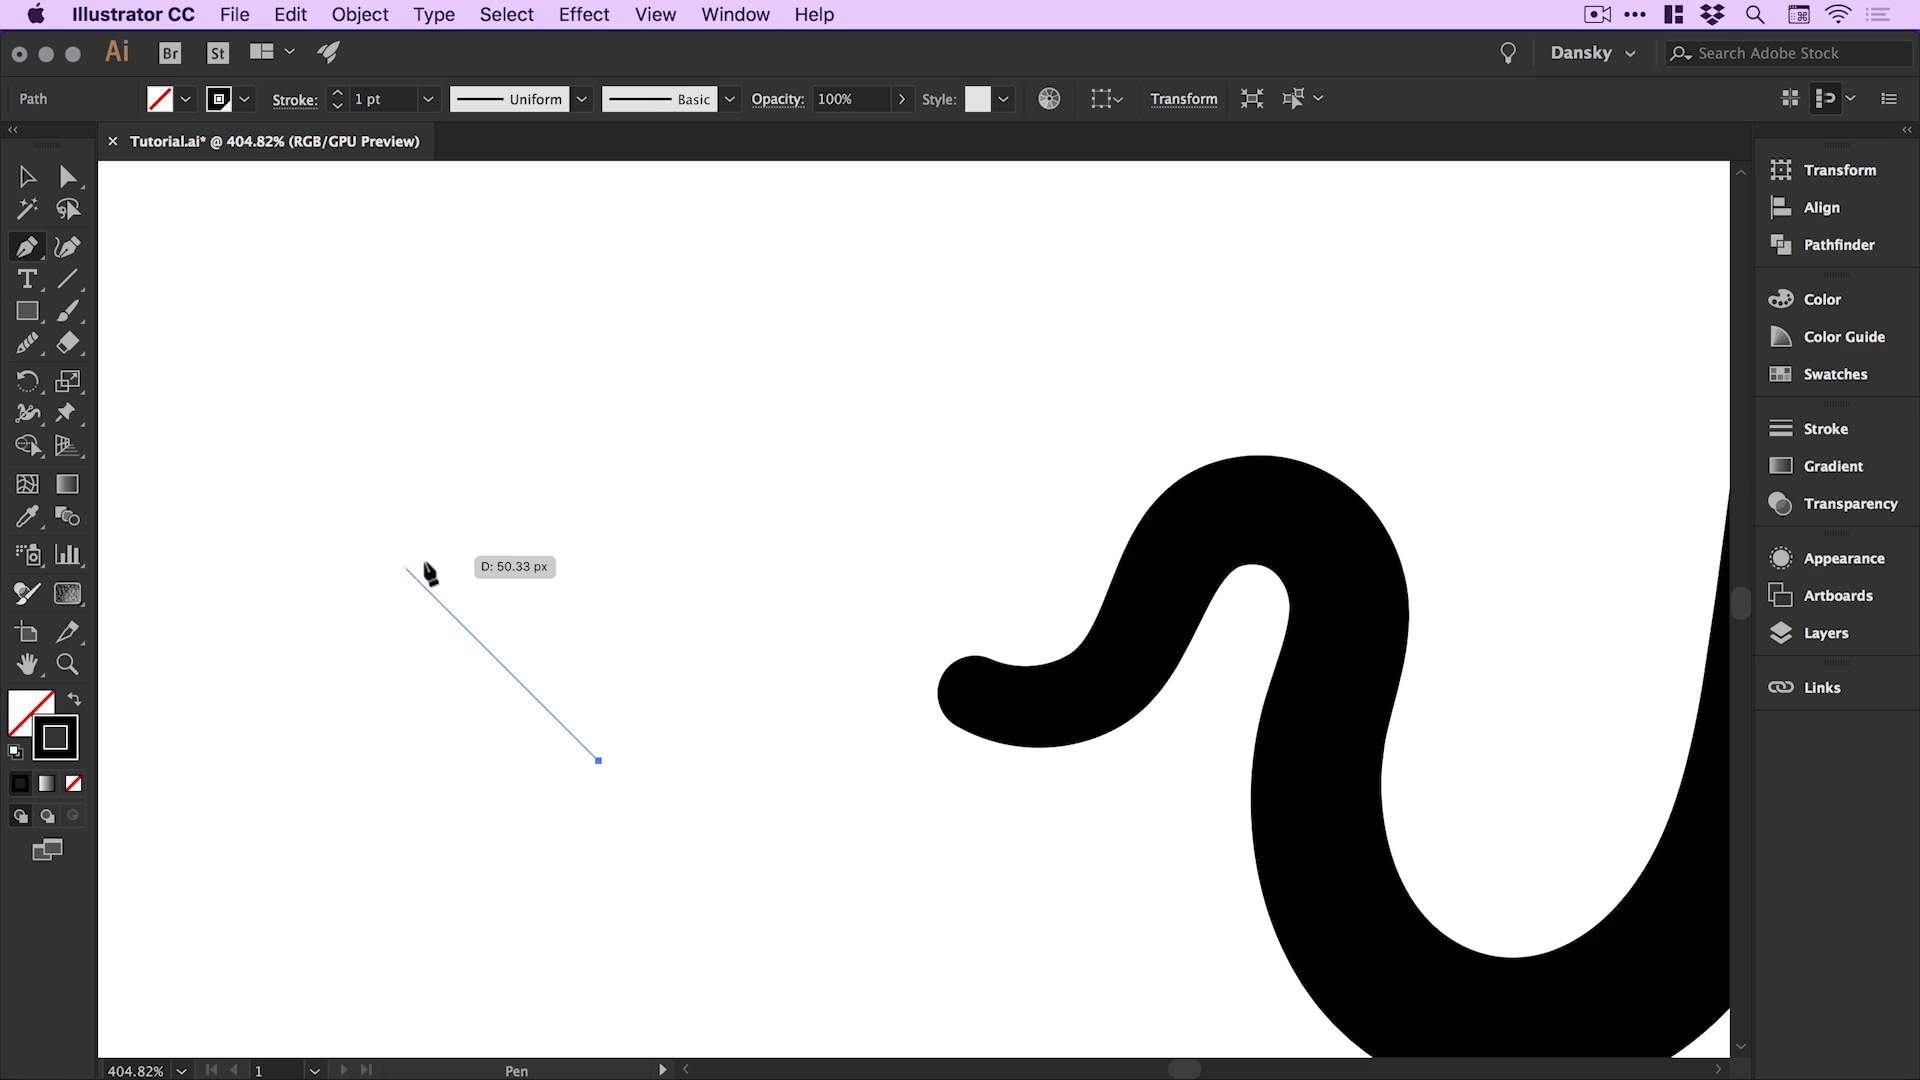 Illustrator CC File Edit Object Type Select Effect View Window Help
Ai Br St Dansky Search Adobe Stock
Path Stroke: 1 pt Uniform Basic Opacity: 100% Style: Transform
× Tutorial.ai* @ 404.82% (RGB/GPU Preview)
Transform
Align
Pathfinder
Color
Color Guide
Swatches
Stroke
Gradient
Transparency
Appearance
Artboards
Layers
Links
D: 50.33 px
404.82% 1 Pen